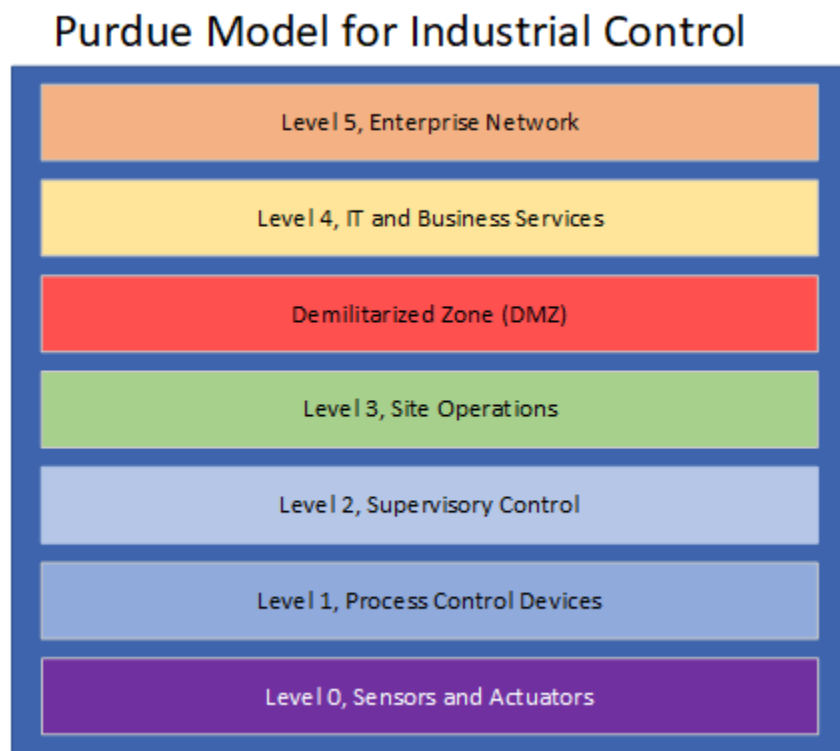 Purdue Model for Industrial Control
Level 5, Enterprise Network
Level 4, IT and Business Services
Demilitarized Zone (DMZ)
Level 3, Site Operations
Level 2, Supervisory Control
Level 1, Process Control Devices
Level 0, Sensors and Actuators